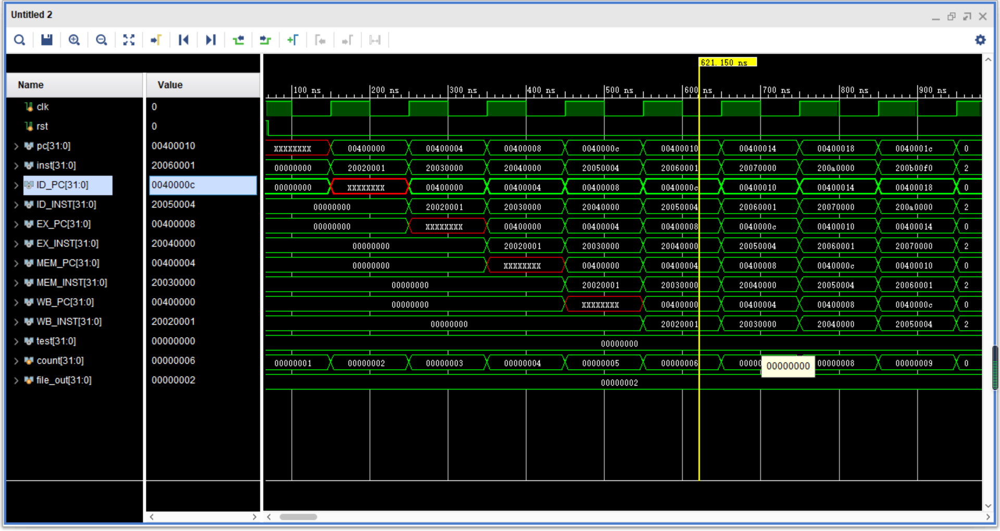 Untitled 2
621.150 ns
Name Value
100 ns 200 ns 300 ns 400 ns 500 ns 600 ns 700 ns 800 ns 900 ns
clk 0
rst 0
pc[31:0] 00400010 XXXXXXXX 00400000 00400004 00400008 0040000c 00400010 00400014 00400018 0040001c 0
inst[31:0] 20060001 00000000 20020001 20030000 20040000 20050004 20060001 20070000 200a0000 200b00f0 2
ID_PC[31:0] 0040000c 00000000 XXXXXXXX 00400000 00400004 00400008 0040000c 00400010 00400014 00400018 0
ID_INST[31:0] 20050004 00000000 20020001 20030000 20040000 20050004 20060001 20070000 200a0000 2
EX_PC[31:0] 00400008 00000000 XXXXXXXX 00400000 00400004 00400008 0040000c 00400010 00400014 0
EX_INST[31:0] 20040000 00000000 20020001 20030000 20040000 20050004 20060001 20070000 2
MEM_PC[31:0] 00400004 00000000 XXXXXXXX 00400000 00400004 00400008 0040000c 00400010 0
MEM_INST[31:0] 20030000 00000000 20020001 20030000 20040000 20050004 20060001 2
WB_PC[31:0] 00400000 00000000 XXXXXXXX 00400000 00400004 00400008 0040000c 0
WB_INST[31:0] 20020001 00000000 20020001 20030000 20040000 20050004 2
test[31:0] 00000000 00000000
count[31:0] 00000006 00000001 00000002 00000003 00000004 00000005 00000006 00000 00000000 00000008 00000009 0
file_out[31:0] 00000002 00000002